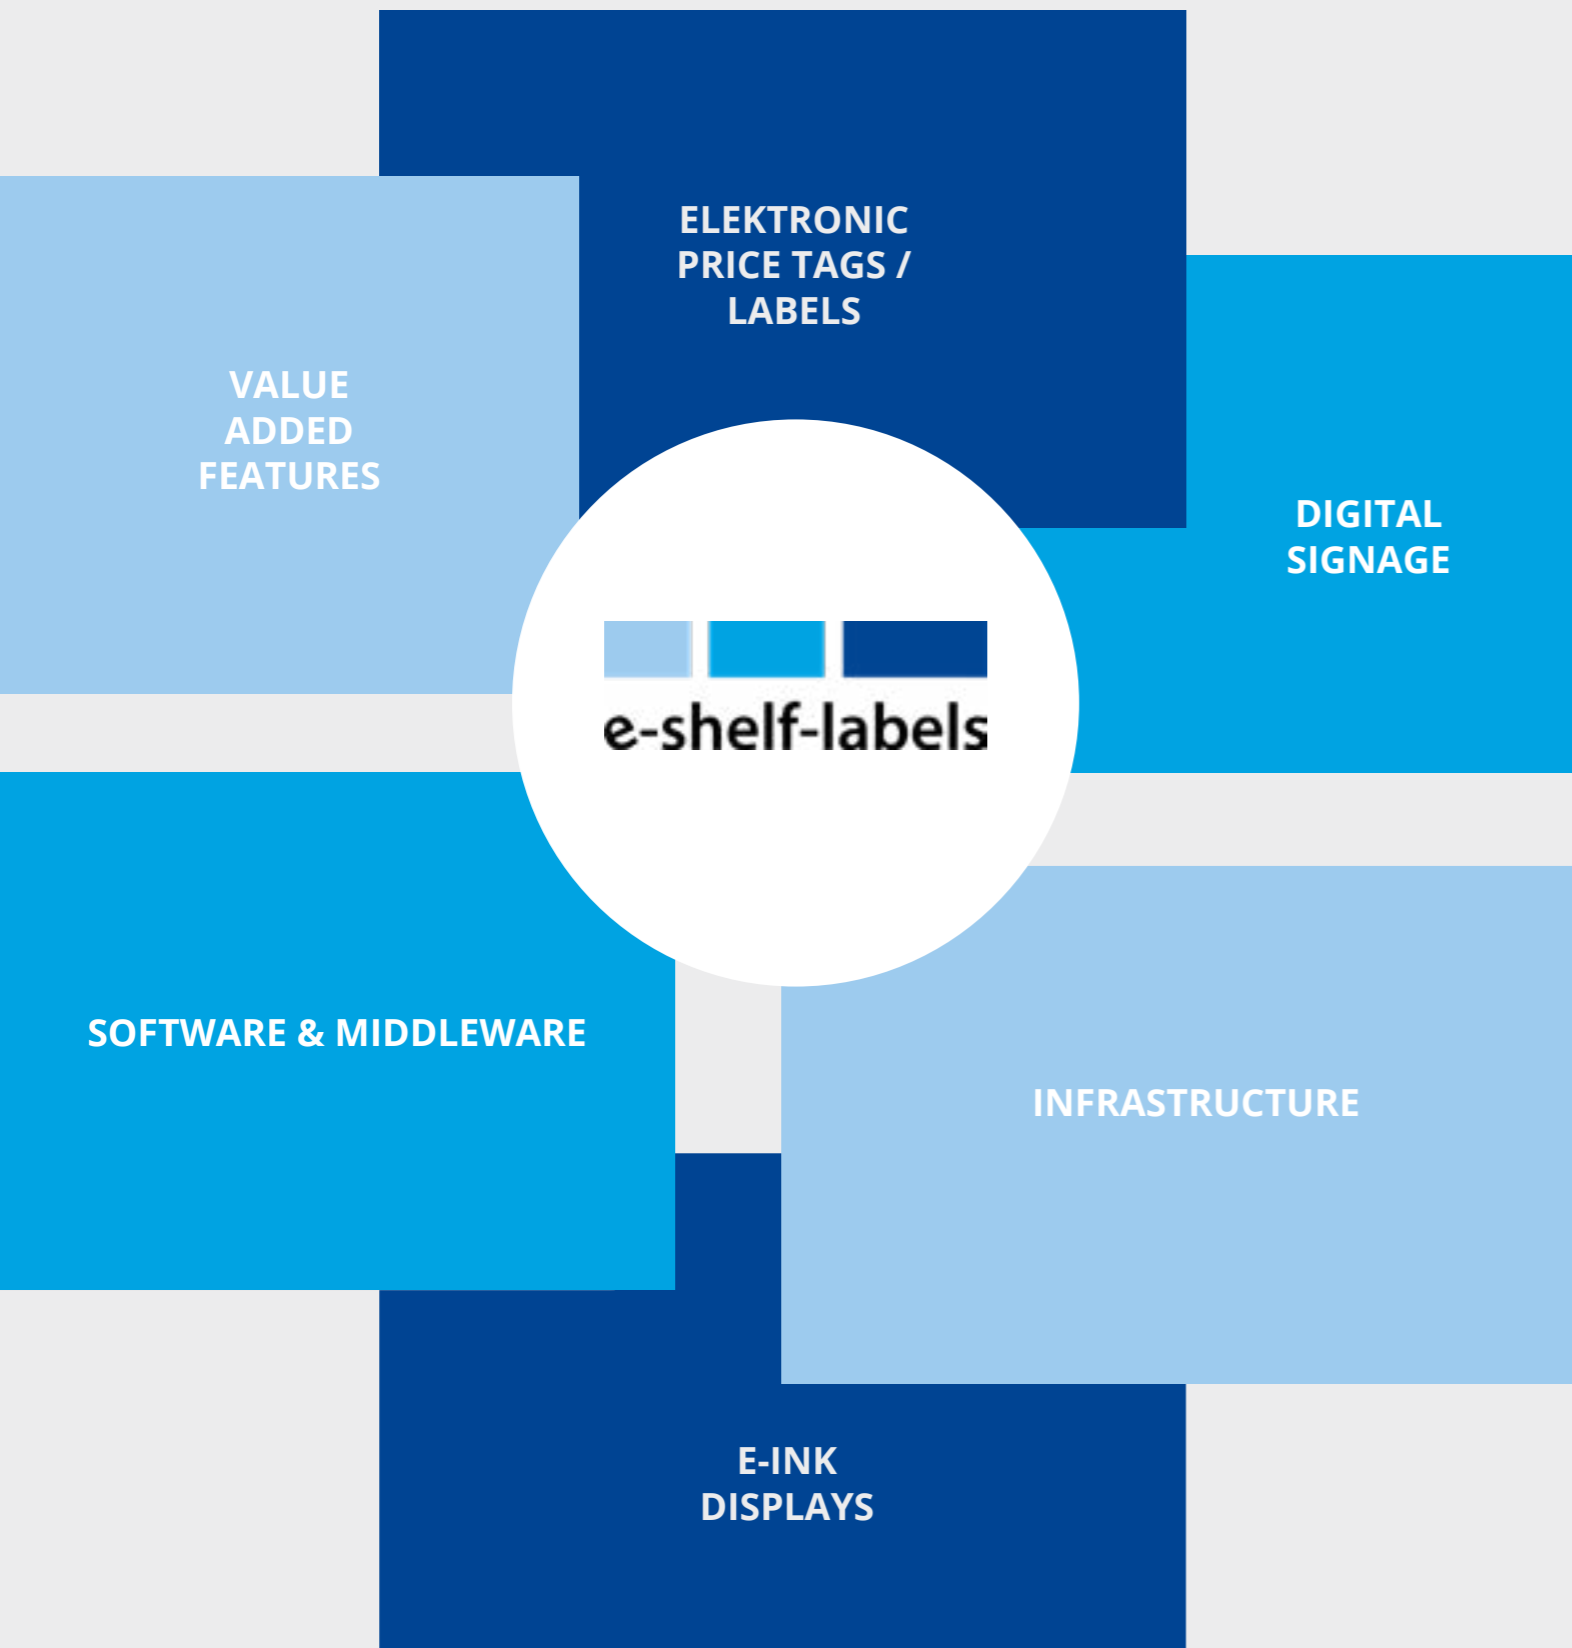 ELEKTRONIC
PRICE TAGS /
LABELS
VALUE
ADDED
FEATURES
DIGITAL
SIGNAGE
e-shelf-labels
SOFTWARE & MIDDLEWARE
INFRASTRUCTURE
E-INK
DISPLAYS